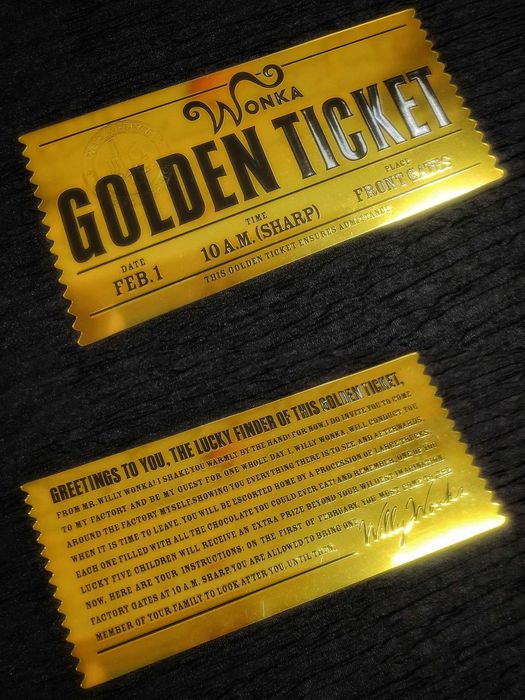 WONKA
GOLDEN TICKET
DATE
FEB. 1
TIME
10 A.M. (SHARP)
PLACE
FRONT GATES
THIS GOLDEN TICKET ENSURES ADMITTANCE
GREETINGS TO YOU, THE LUCKY FINDER OF THIS GOLDEN TICKET,
FROM MR. WILLY WONKA! I SHAKE YOU WARMLY BY THE HAND! FOR NOW, I DO INVITE YOU TO COME
TO MY FACTORY AND BE MY GUEST FOR ONE WHOLE DAY. I, WILLY WONKA, WILL CONDUCT YOU
AROUND THE FACTORY MYSELF, SHOWING YOU EVERYTHING THERE IS TO SEE AND AFTERWARDS,
WHEN IT IS TIME TO LEAVE, YOU WILL BE ESCORTED HOME BY A PROCESSION OF LARGE TRUCKS,
EACH ONE FILLED WITH ALL THE CHOCOLATE YOU COULD EVER EAT! AND REMEMBER, ONE OF THE
LUCKY FIVE CHILDREN WILL RECEIVE AN EXTRA PRIZE BEYOND YOUR WILDEST IMAGINATION.
NOW, HERE ARE YOUR INSTRUCTIONS: ON THE FIRST OF FEBRUARY, YOU MUST COME TO THE
FACTORY GATES AT 10 A.M. SHARP. YOU ARE ALLOWED TO BRING ONE
MEMBER OF YOUR FAMILY TO LOOK AFTER YOU. UNTIL THEN,
Willy Wonka